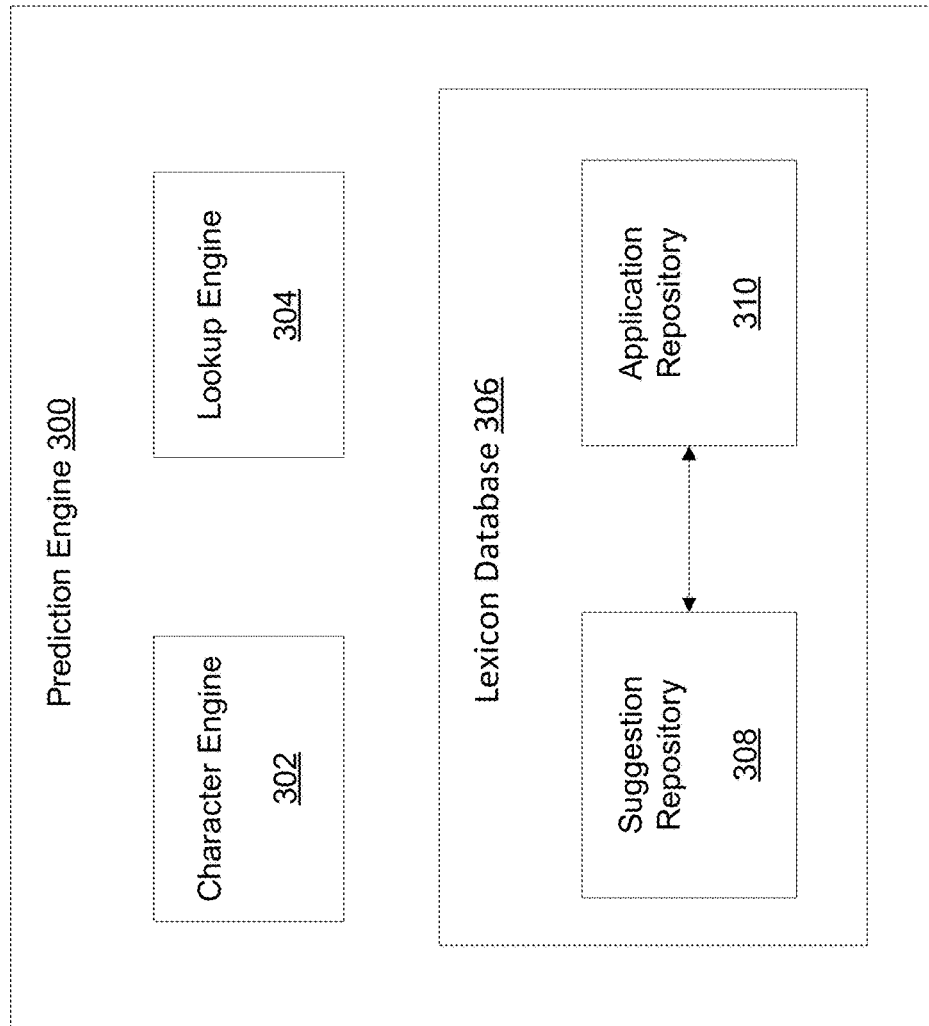 Prediction Engine 300
Character Engine
302
Lookup Engine
304
Lexicon Database 306
Suggestion
Repository
308
Application
Repository
310